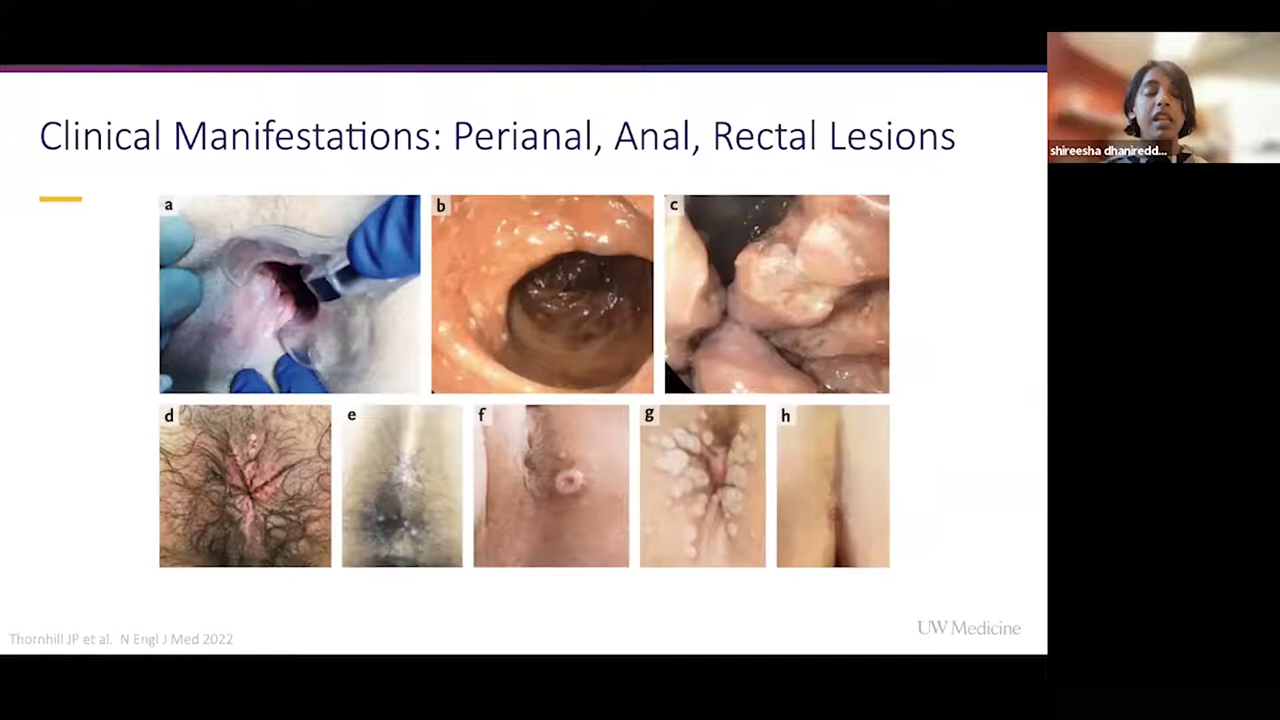 Clinical Manifestations: Perianal, Anal, Rectal Lesions
shireesha dhaniredd...
a
b
c
d
e
f
g
h
Thornhill JP et al. N Engl J Med 2022
UW Medicine